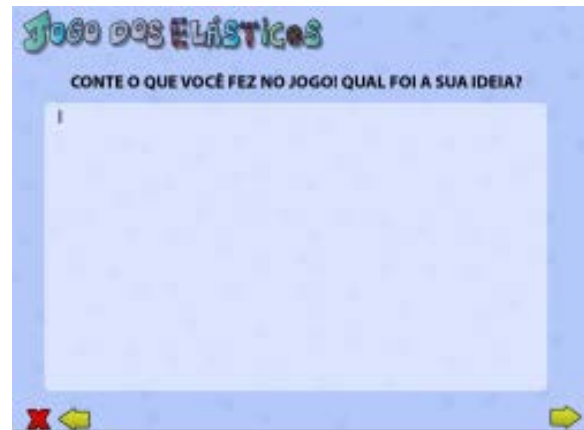 JOGO DOS ELÁSTICOS
CONTE O QUE VOCÊ FEZ NO JOGO! QUAL FOI A SUA IDEIA?